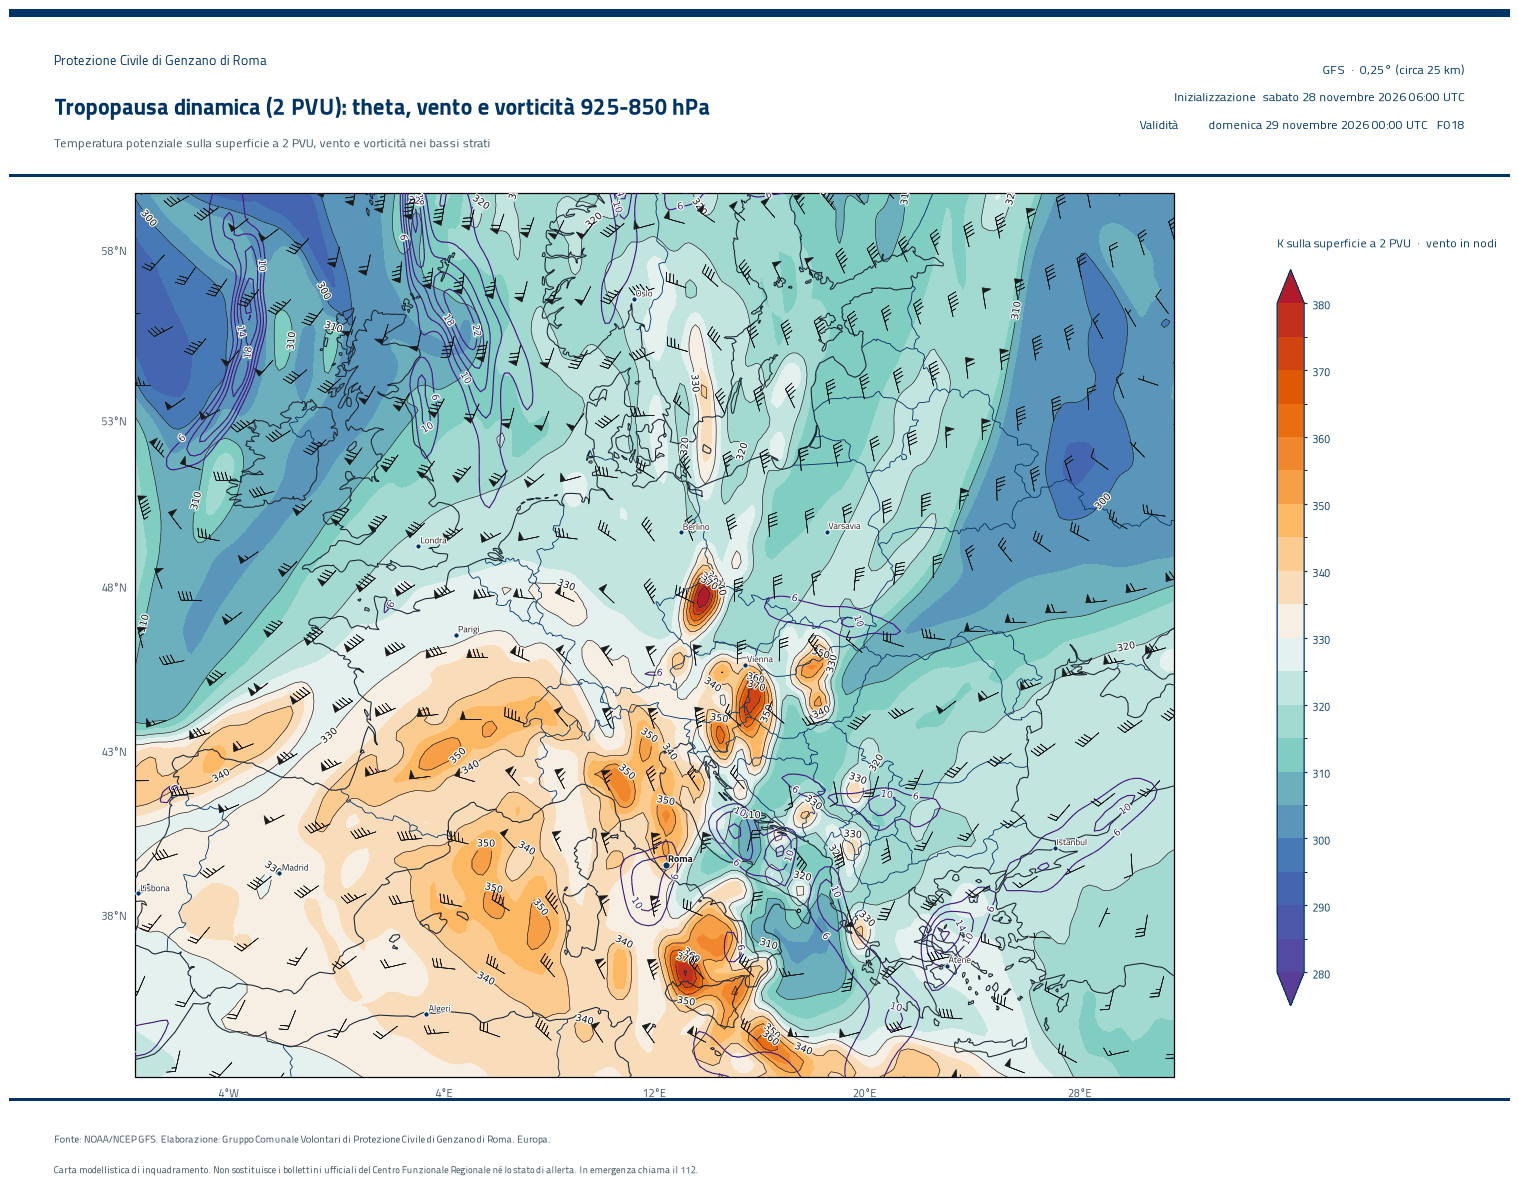 Protezione Civile di Genzano di Roma
Tropopausa dinamica (2 PVU): theta, vento e vorticità 925-850 hPa
Temperatura potenziale sulla superficie a 2 PVU, vento e vorticità nei bassi strati
GFS · 0,25° (circa 25 km)
Inizializzazione sabato 28 novembre 2026 06:00 UTC
Validità domenica 29 novembre 2026 00:00 UTC F018
K sulla superficie a 2 PVU · vento in nodi
380
370
360
350
340
330
320
310
300
290
280
58°N
53°N
48°N
43°N
38°N
4°W
4°E
12°E
20°E
28°E
Oslo
Berlino
Varsavia
Londra
Parigi
Vienna
Roma
Madrid
Lisbona
Istanbul
Atene
Algeri
Fonte: NOAA/NCEP GFS. Elaborazione: Gruppo Comunale Volontari di Protezione Civile di Genzano di Roma. Europa.
Carta modellistica di inquadramento. Non sostituisce i bollettini ufficiali del Centro Funzionale Regionale né lo stato di allerta. In emergenza chiama il 112.